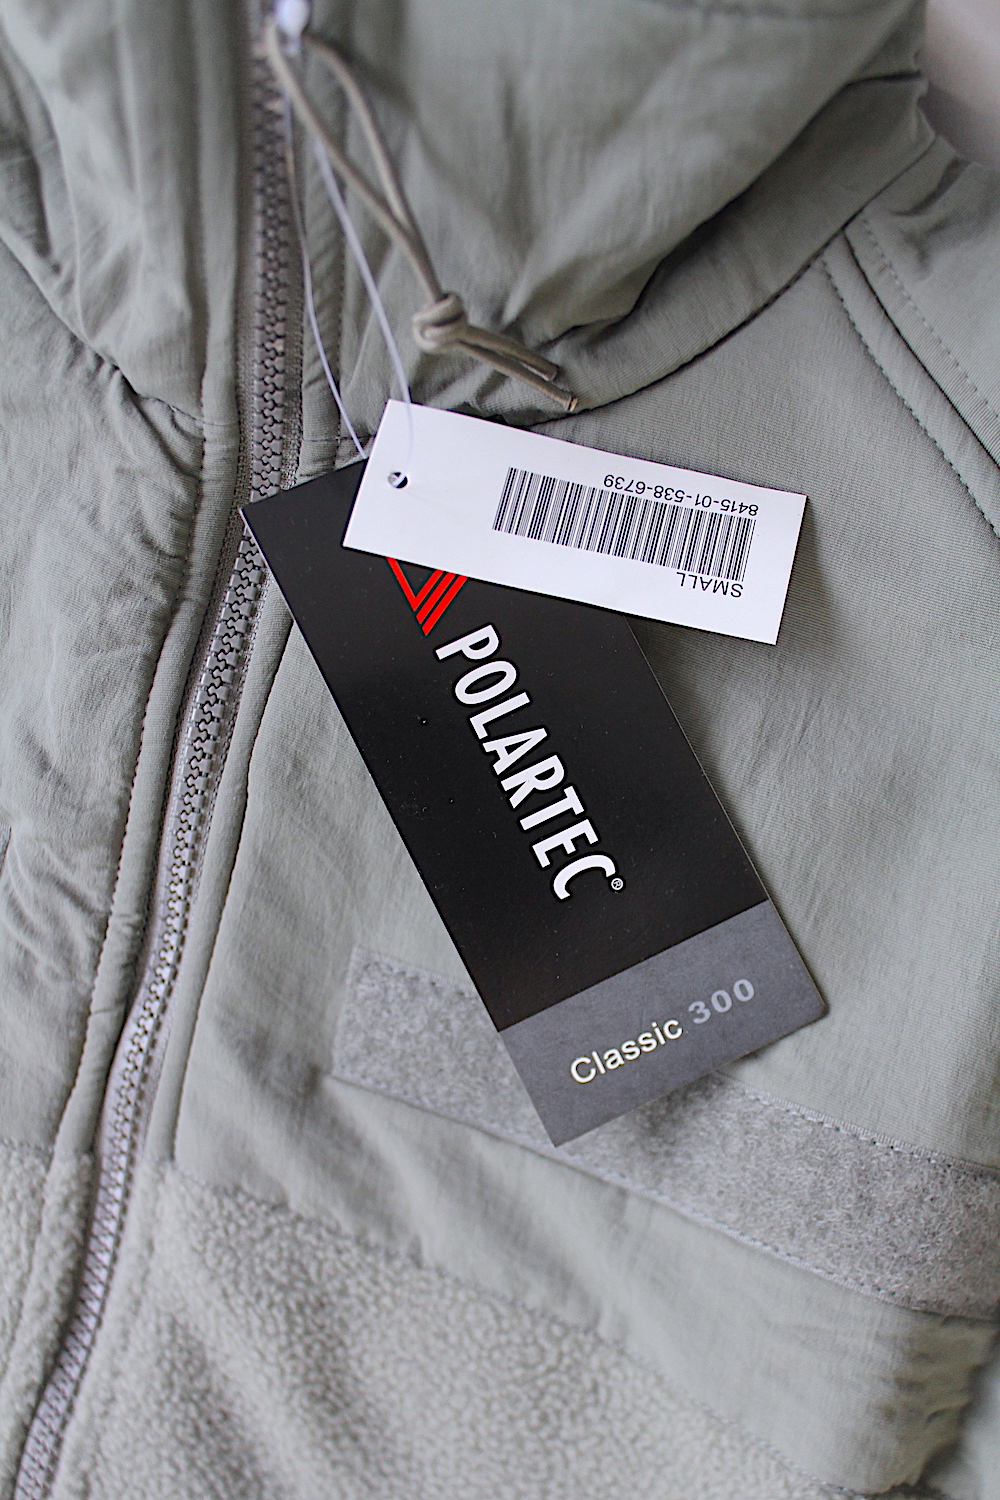 SMALL
8415-01-538-6739
POLARTEC®
Classic 300